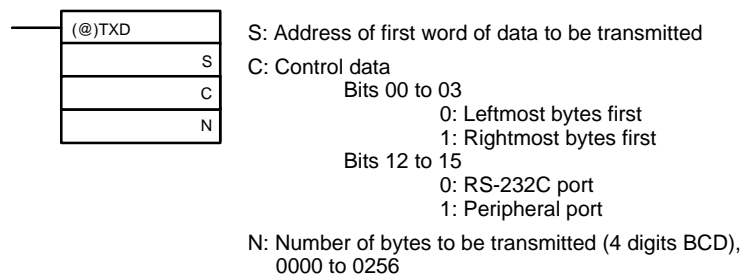 (@)TXD
S
C
N
S: Address of first word of data to be transmitted
C: Control data
Bits 00 to 03
0: Leftmost bytes first
1: Rightmost bytes first
Bits 12 to 15
0: RS-232C port
1: Peripheral port
N: Number of bytes to be transmitted (4 digits BCD),
0000 to 0256